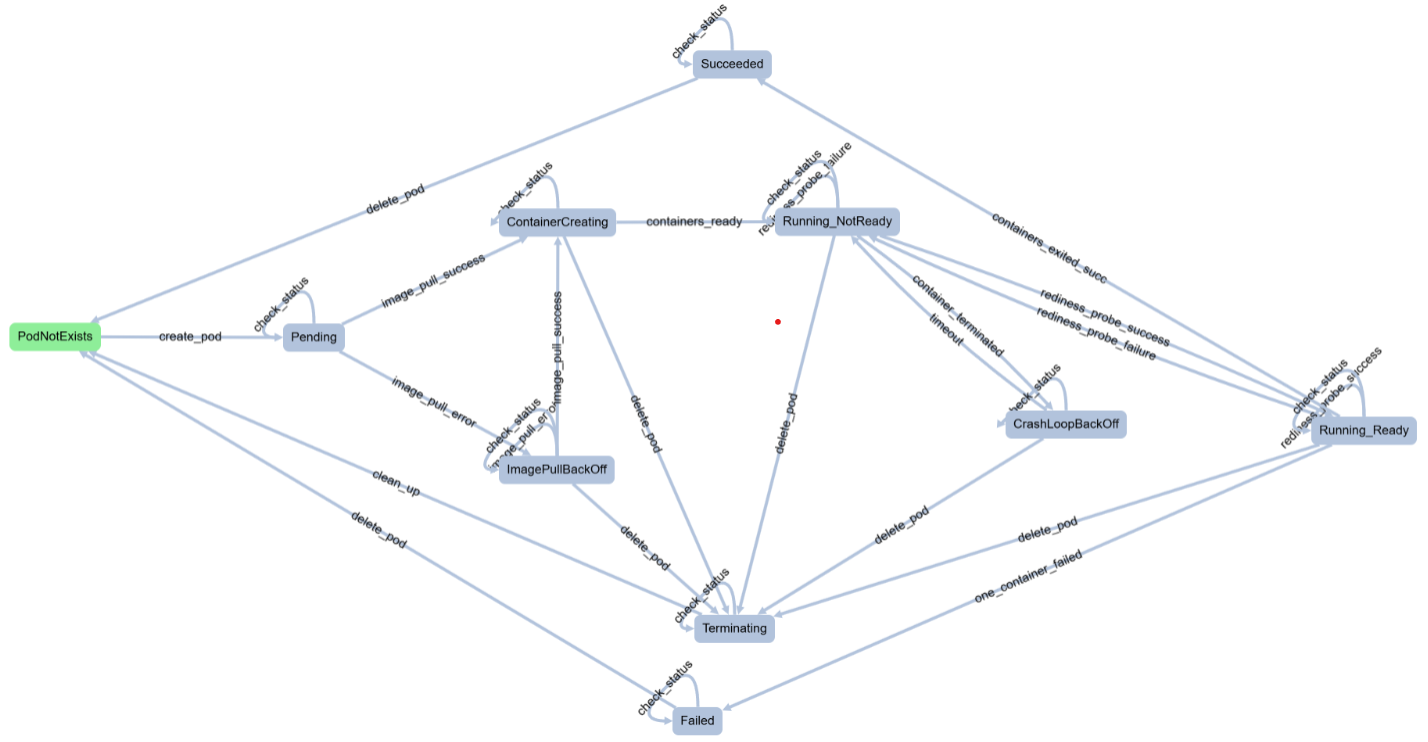 check_status
Succeeded
delete_pod
check_status
ContainerCreating
containers_ready
check_status
rediness_probe_failure
Running_NotReady
containers_exited_succ
image_pull_success
check_status
PodNotExists
create_pod
Pending
image_pull_success
container_terminated
timeout
rediness_probe_success
rediness_probe_failure
image_pull_error
check_status
image_pull_error
ImagePullBackOff
delete_pod
delete_pod
check_status
CrashLoopBackOff
check_status
rediness_probe_success
Running_Ready
clean_up
delete_pod
delete_pod
delete_pod
delete_pod
one_container_failed
check_status
Terminating
check_status
Failed